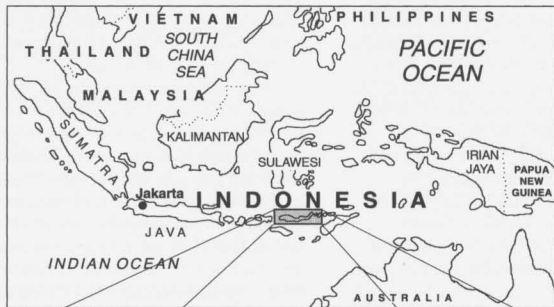 VIETNAM
PHILIPPINES
SOUTH
CHINA
SEA
THAILAND
PACIFIC
OCEAN
MALAYSIA
SUMATRA
KALIMANTAN
SULAWESI
IRIAN
JAYA
PAPUA
NEW
GUINEA
Jakarta
INDONESIA
JAVA
INDIAN OCEAN
AUSTRALIA